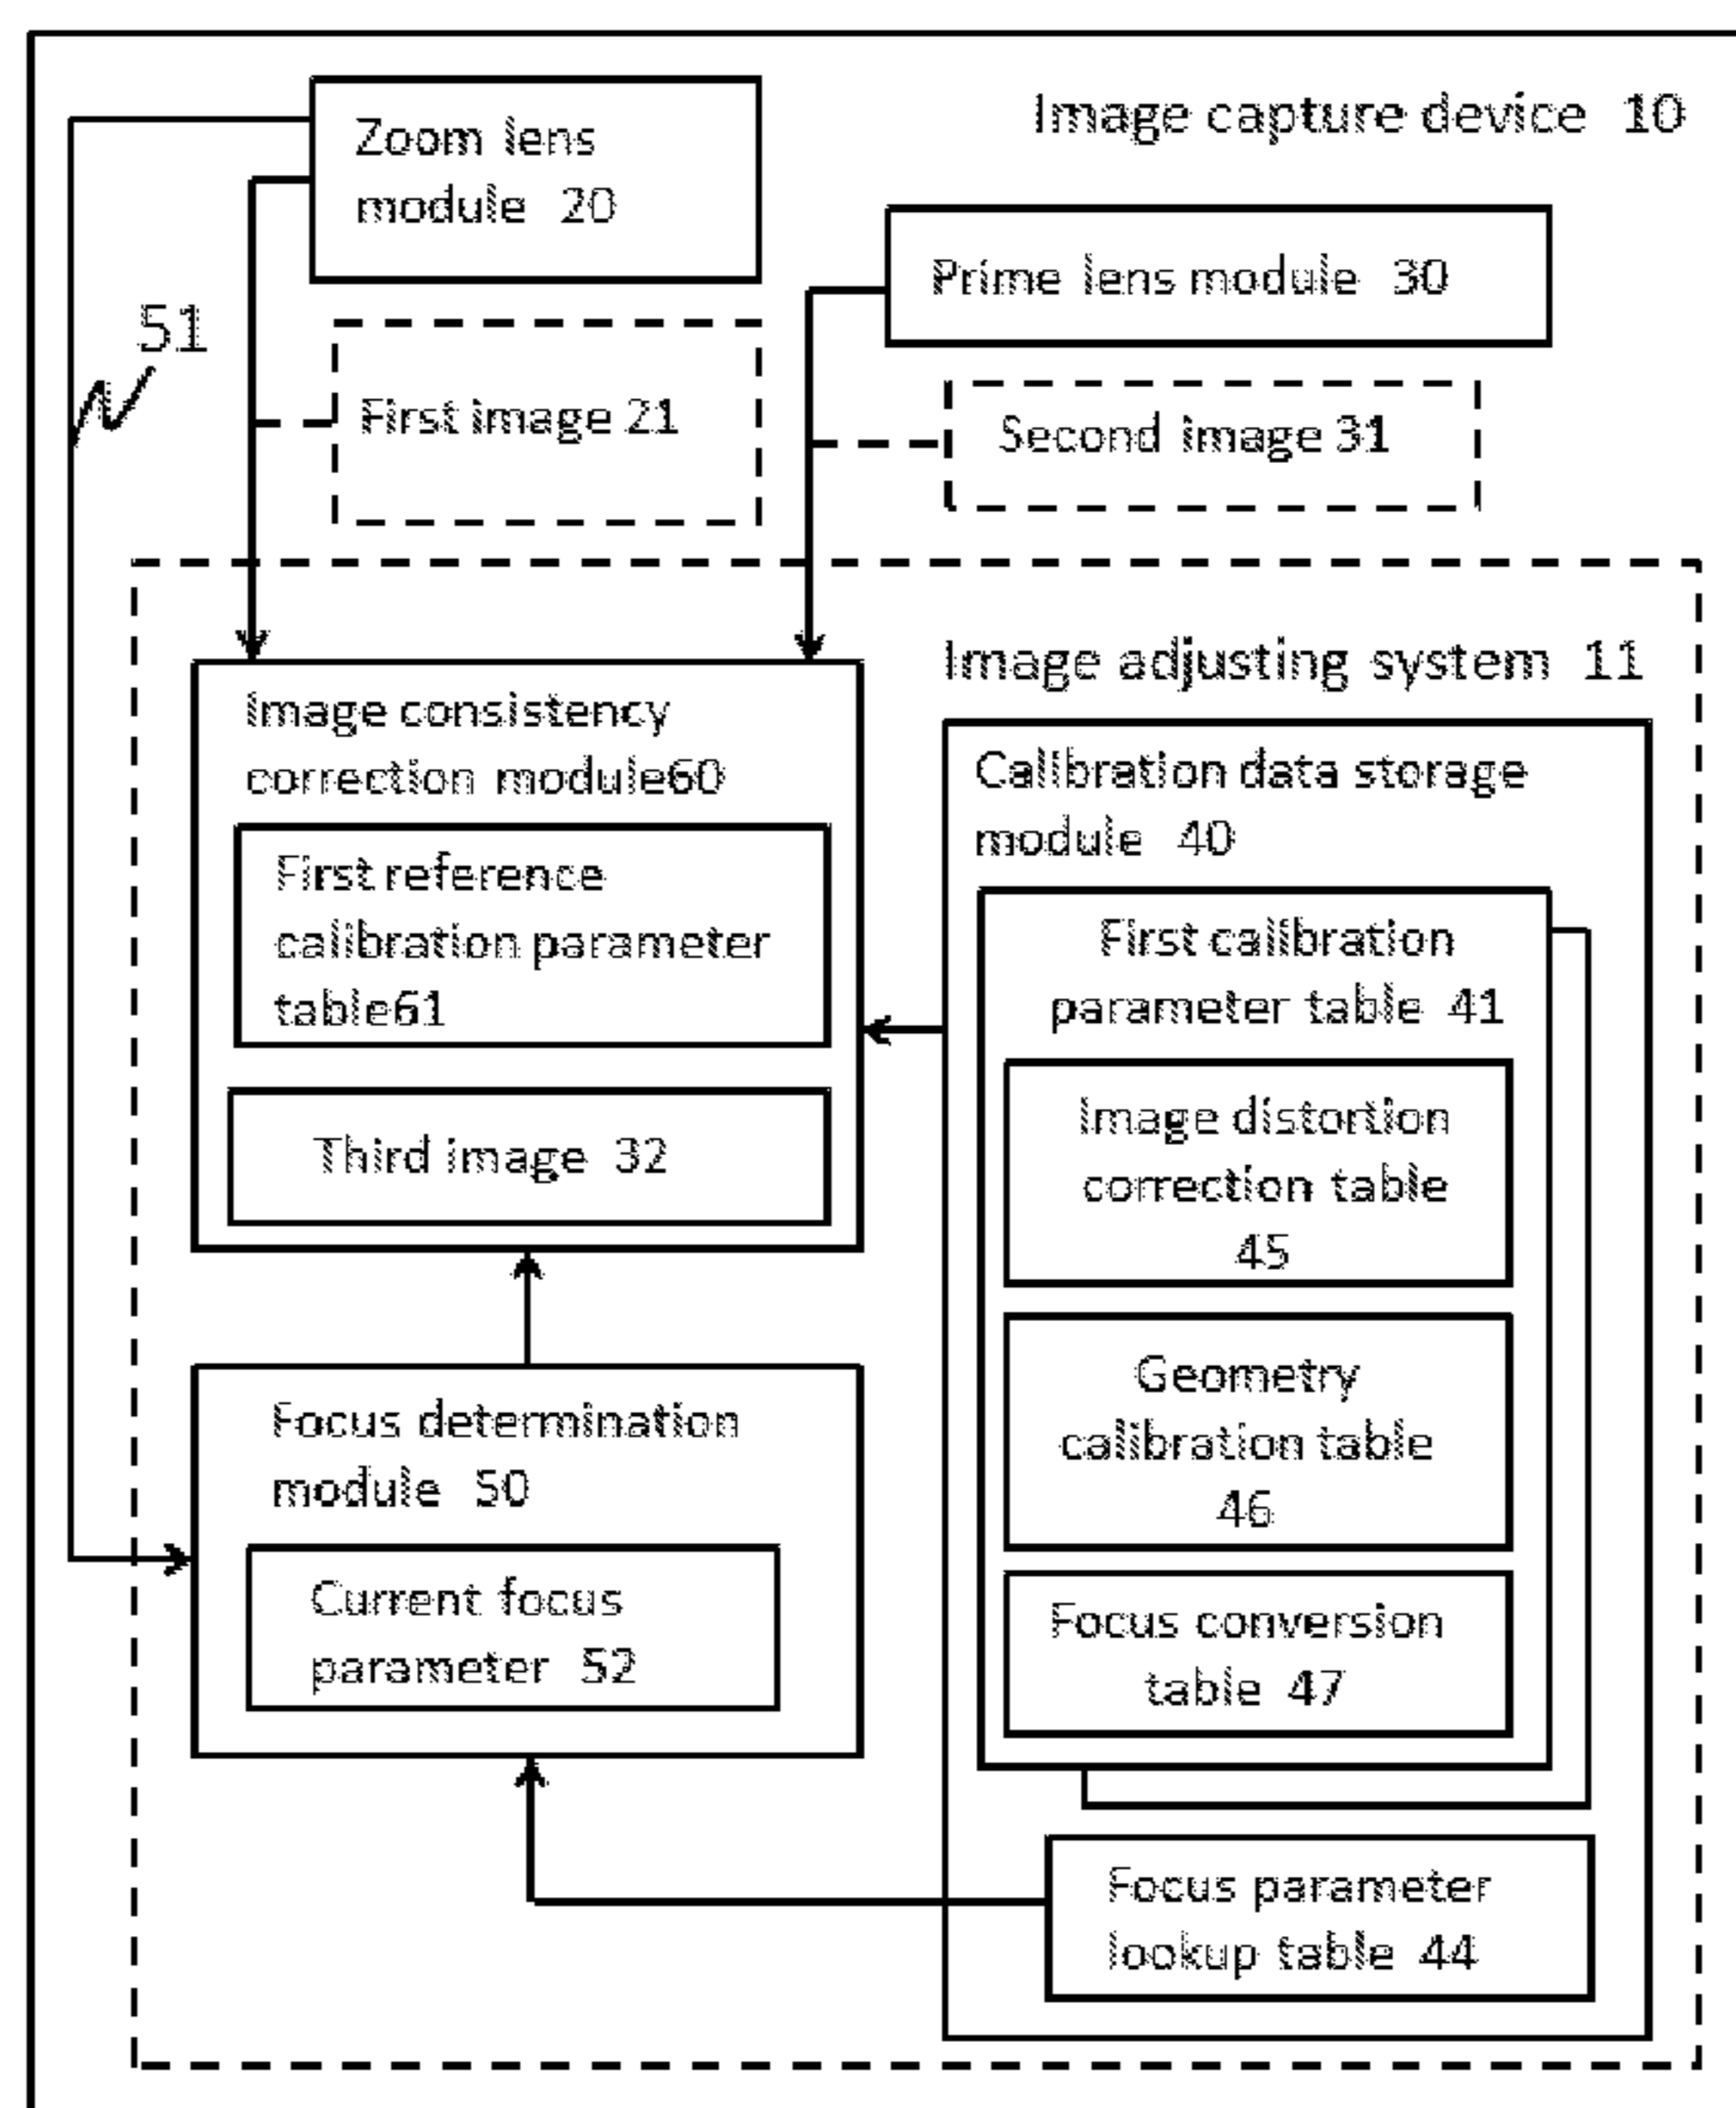 Image capture device 10
Zoom lens
module 20
Prime lens module 30
51
First image 21
Second image 31
Image adjusting system 11
Image consistency
correction module60
First reference
calibration parameter
table61
Third image 32
Calibration data storage
module 40
First calibration
parameter table 41
Image distortion
correction table
45
Geometry
calibration table
46
Focus conversion
table 47
Focus determination
module 50
Current focus
parameter 52
Focus parameter
lookup table 44